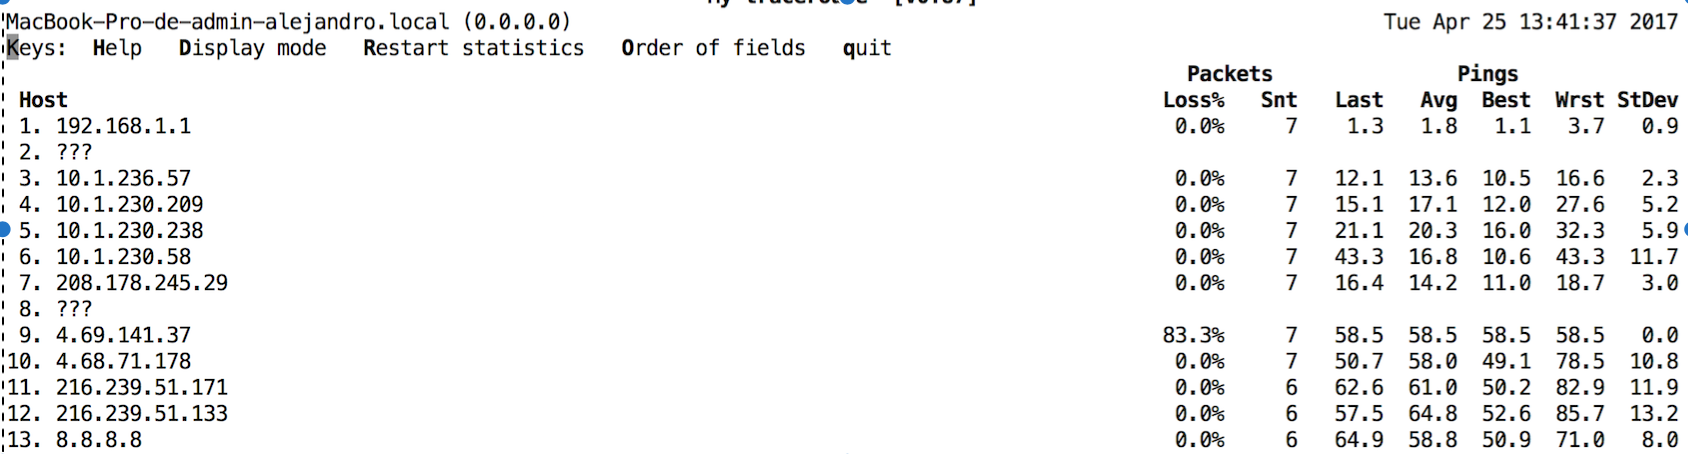 MacBook-Pro-de-admin-alejandro.local (0.0.0.0) Tue Apr 25 13:41:37 2017
Keys: Help Display mode Restart statistics Order of fields quit
Packets Pings
Host Loss% Snt Last Avg Best Wrst StDev
1. 192.168.1.1 0.0% 7 1.3 1.8 1.1 3.7 0.9
2. ???
3. 10.1.236.57 0.0% 7 12.1 13.6 10.5 16.6 2.3
4. 10.1.230.209 0.0% 7 15.1 17.1 12.0 27.6 5.2
5. 10.1.230.238 0.0% 7 21.1 20.3 16.0 32.3 5.9
6. 10.1.230.58 0.0% 7 43.3 16.8 10.6 43.3 11.7
7. 208.178.245.29 0.0% 7 16.4 14.2 11.0 18.7 3.0
8. ???
9. 4.69.141.37 83.3% 7 58.5 58.5 58.5 58.5 0.0
10. 4.68.71.178 0.0% 7 50.7 58.0 49.1 78.5 10.8
11. 216.239.51.171 0.0% 6 62.6 61.0 50.2 82.9 11.9
12. 216.239.51.133 0.0% 6 57.5 64.8 52.6 85.7 13.2
13. 8.8.8.8 0.0% 6 64.9 58.8 50.9 71.0 8.0